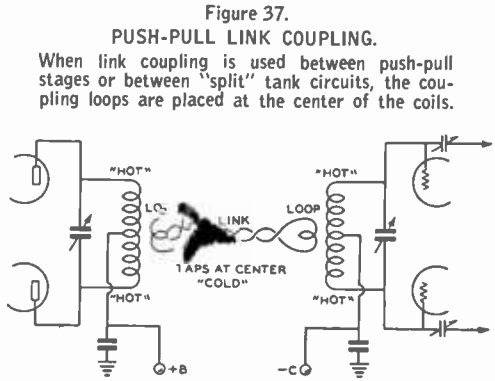 Figure 37.
PUSH-PULL LINK COUPLING.
When link coupling is used between push-pull
stages or between "split" tank circuits, the cou-
pling loops are placed at the center of the coils.
"HOT"
"HOT"
LINK
LOOP
TAPS AT CENTER
"COLD"
"HOT"
"HOT"
+B
-C